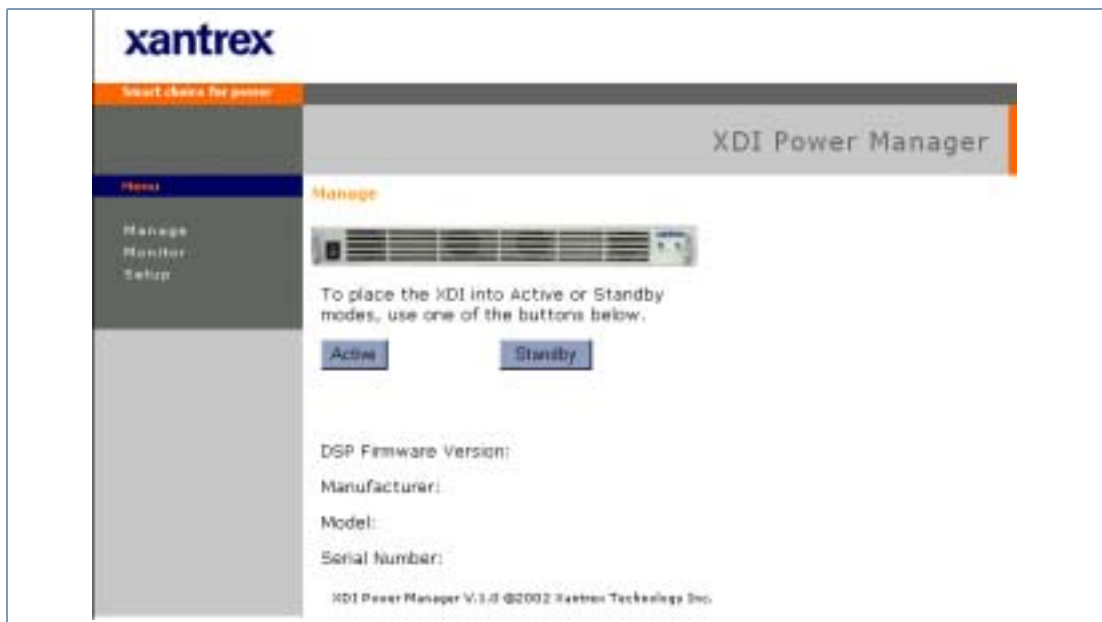 xantrex
Smart choice for power
XDI Power Manager
Menu
Manage
Monitor
Setup
Manage
xantrex
To place the XDI into Active or Standby
modes, use one of the buttons below.
Active
Standby
DSP Firmware Version:
Manufacturer:
Model:
Serial Number:
XDI Power Manager V.1.0 @2002 Xantrex Technology Inc.